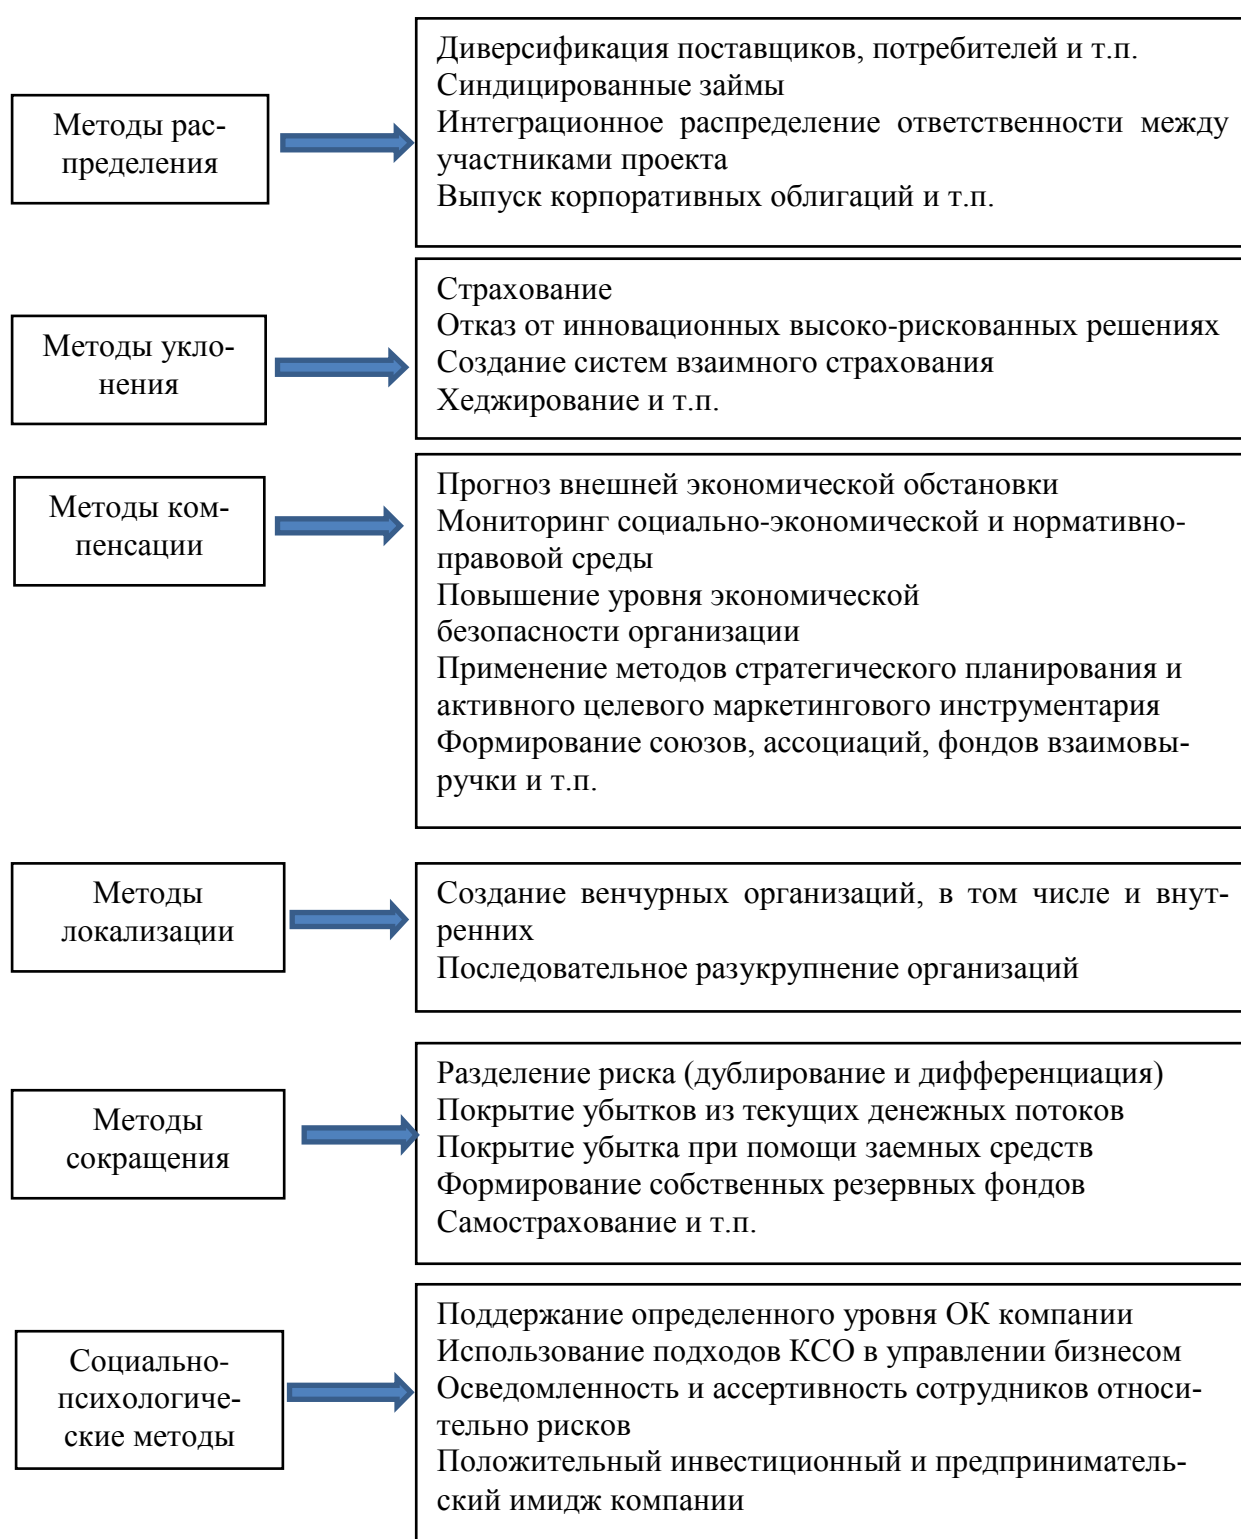 Методы рас-
пределения
Диверсификация поставщиков, потребителей и т.п.
Синдицированные займы
Интеграционное распределение ответственности между
участниками проекта
Выпуск корпоративных облигаций и т.п.
Методы укло-
нения
Страхование
Отказ от инновационных высоко-рискованных решениях
Создание систем взаимного страхования
Хеджирование и т.п.
Методы ком-
пенсации
Прогноз внешней экономической обстановки
Мониторинг социально-экономической и нормативно-
правовой среды
Повышение уровня экономической
безопасности организации
Применение методов стратегического планирования и
активного целевого маркетингового инструментария
Формирование союзов, ассоциаций, фондов взаимовы-
ручки и т.п.
Методы
локализации
Создание венчурных организаций, в том числе и внут-
ренних
Последовательное разукрупнение организаций
Методы
сокращения
Разделение риска (дублирование и дифференциация)
Покрытие убытков из текущих денежных потоков
Покрытие убытка при помощи заемных средств
Формирование собственных резервных фондов
Самострахование и т.п.
Социально-
психологиче-
ские методы
Поддержание определенного уровня ОК компании
Использование подходов КСО в управлении бизнесом
Осведомленность и ассертивность сотрудников относи-
тельно рисков
Положительный инвестиционный и предприниматель-
ский имидж компании